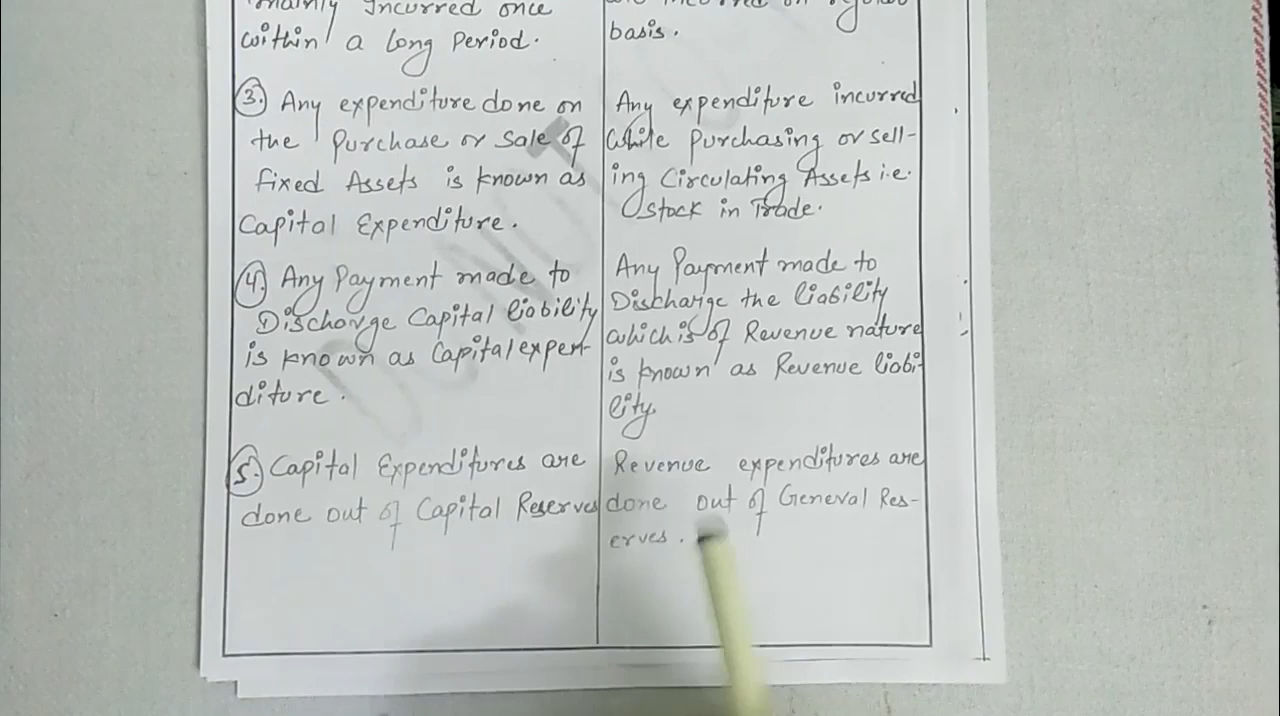 Incurred once
within a long Period.
basis.
3. Any expenditure done on
the Purchase or Sale of
fixed Assets is known as
Capital Expenditure.
Any expenditure incurred
While Purchasing or sell-
ing Circulating Assets i.e.
stock in Trade.
4. Any Payment made to
Discharge Capital liability
is known as Capital expen-
diture.
Any Payment made to
Discharge the liability
which is of Revenue nature
is known as Revenue liabi-
lity.
5. Capital Expenditures are
done out of Capital Reserves
Revenue expenditures are
done out of General Res-
erves.